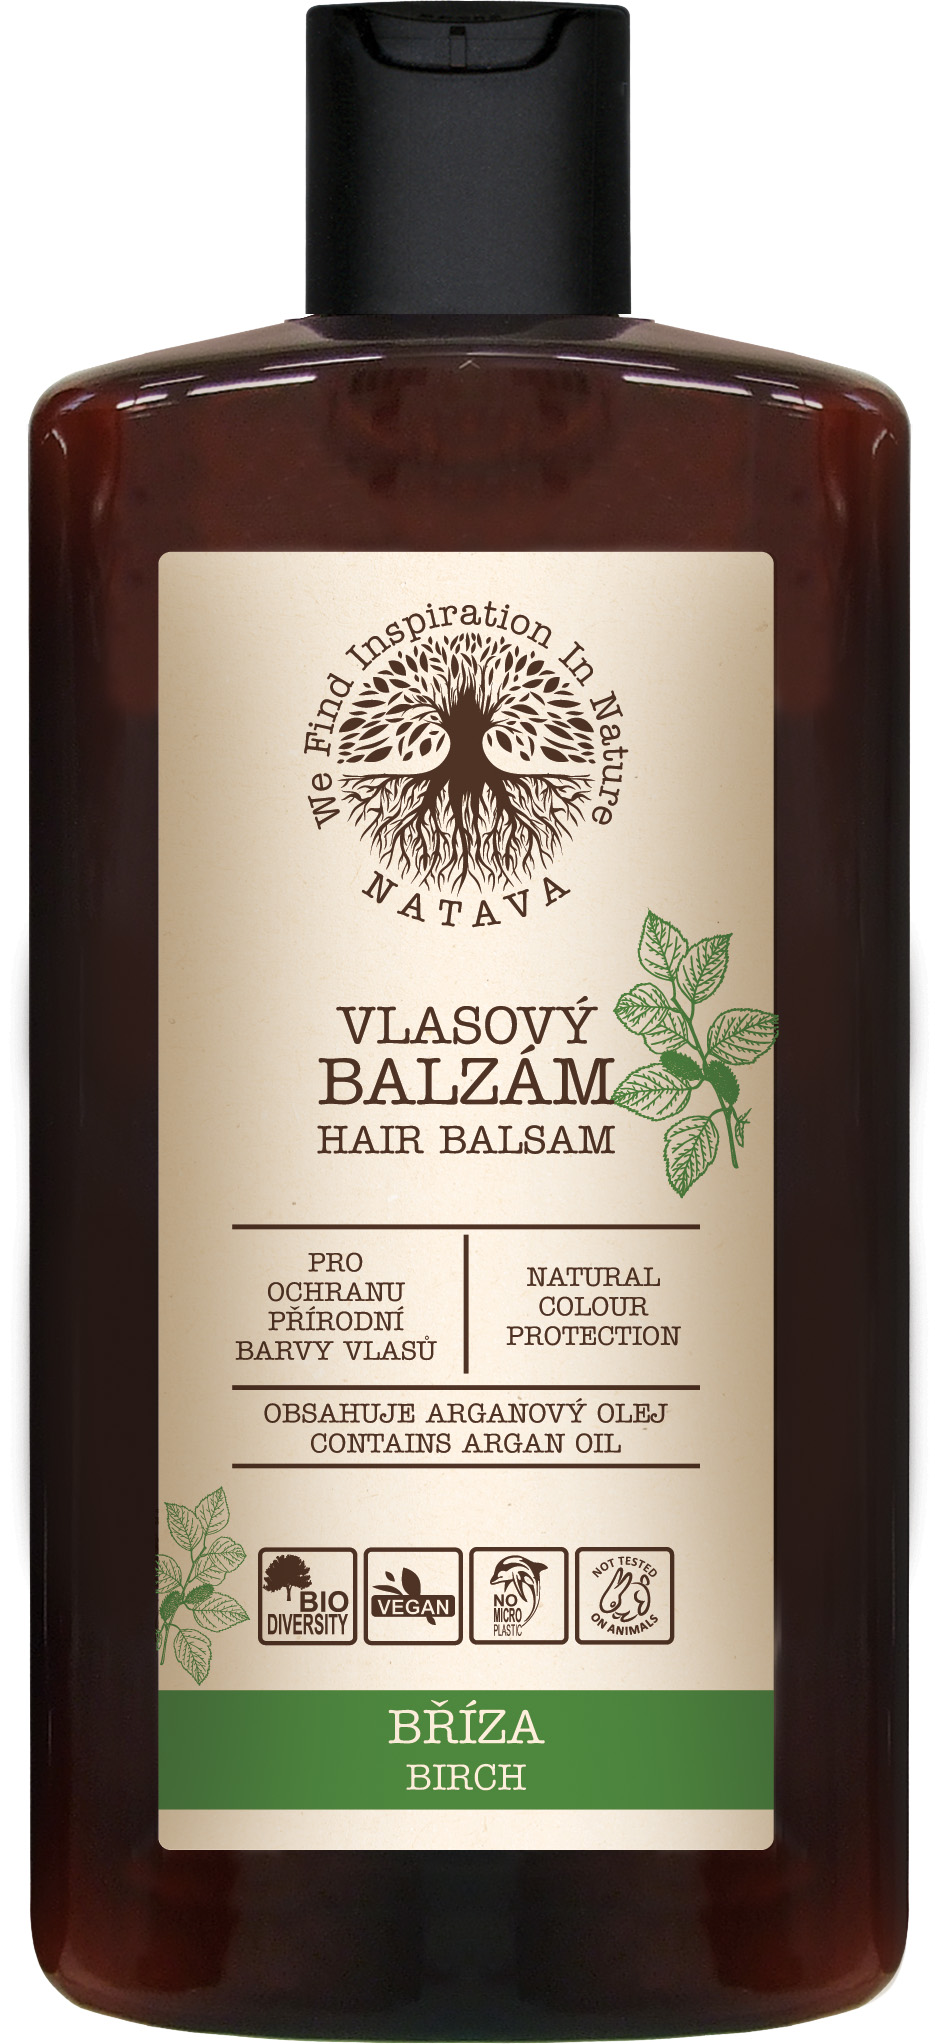 We Find Inspiration In Nature
NATAVA
VLASOVÝ
BALZÁM
HAIR BALSAM
PRO
OCHRANU
PŘÍRODNÍ
BARVY VLASŮ
NATURAL
COLOUR
PROTECTION
OBSAHUJE ARGANOVÝ OLEJ
CONTAINS ARGAN OIL
BIO
DIVERSITY
VEGAN
NO
MICRO
PLASTIC
NOT TESTED
ON ANIMALS
BŘÍZA
BIRCH